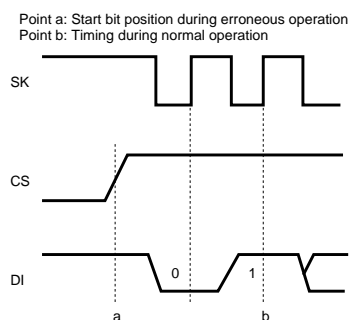 Point a: Start bit position during erroneous operation
Point b: Timing during normal operation
SK
CS
DI
0
1
a
b